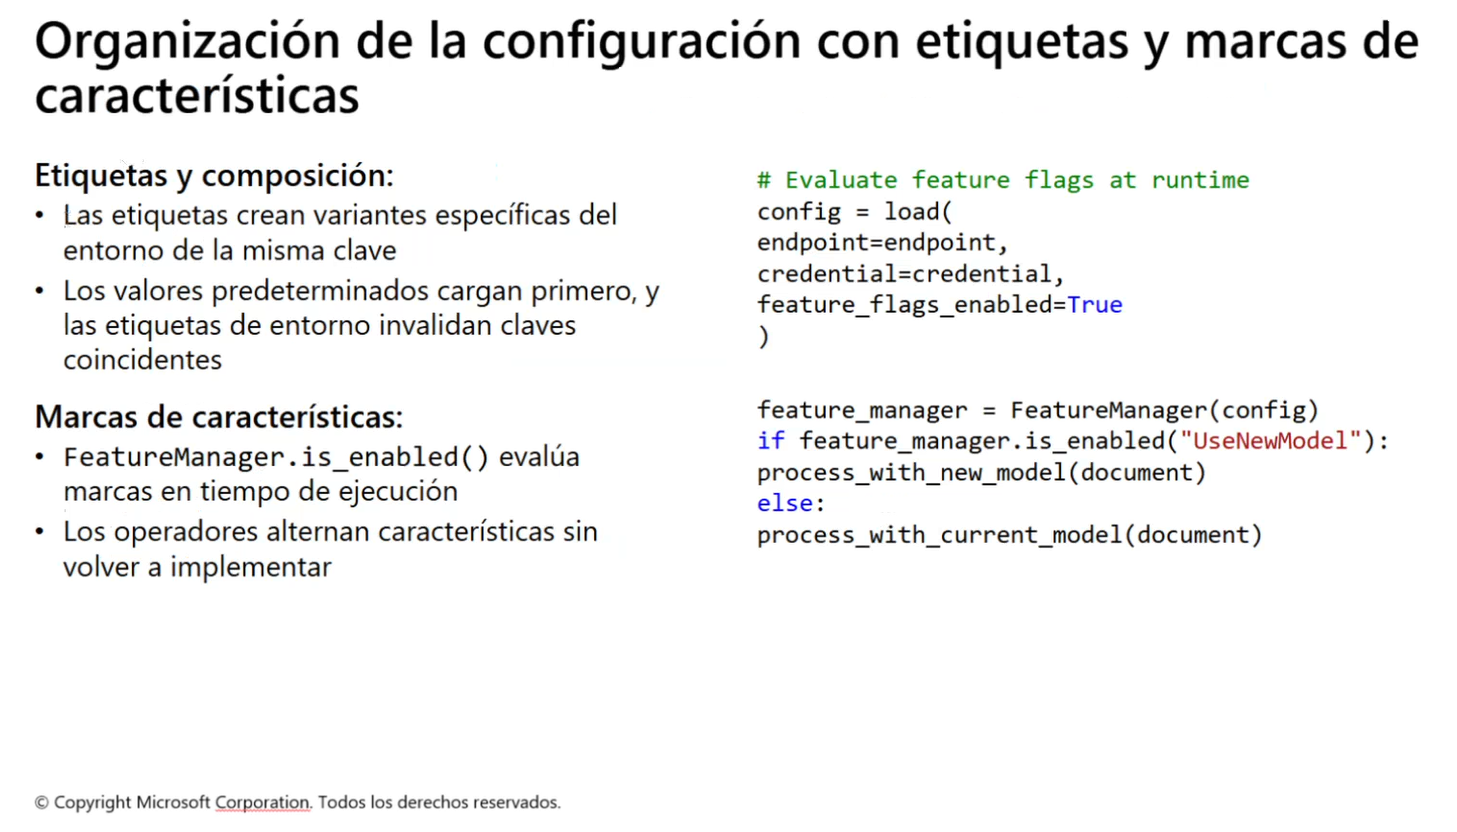 Organización de la configuración con etiquetas y marcas de
características
Etiquetas y composición:
• Las etiquetas crean variantes específicas del
entorno de la misma clave
• Los valores predeterminados cargan primero, y
las etiquetas de entorno invalidan claves
coincidentes
Marcas de características:
• FeatureManager.is_enabled() evalúa
marcas en tiempo de ejecución
• Los operadores alternan características sin
volver a implementar
# Evaluate feature flags at runtime
config = load(
endpoint=endpoint,
credential=credential,
feature_flags_enabled=True
)
feature_manager = FeatureManager(config)
if feature_manager.is_enabled("UseNewModel"):
process_with_new_model(document)
else:
process_with_current_model(document)
© Copyright Microsoft Corporation. Todos los derechos reservados.